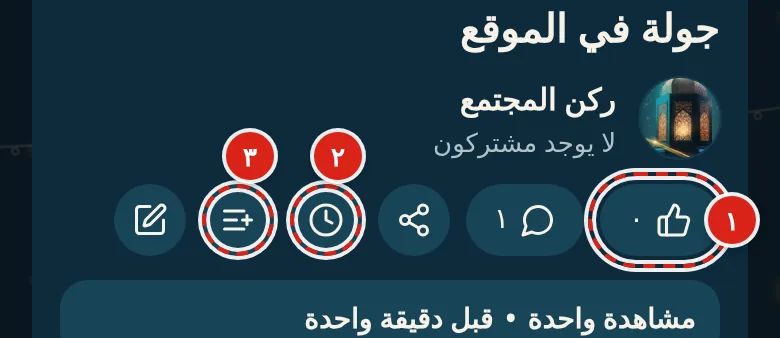 جولة في الموقع
ركن المجتمع
لا يوجد مشتركون
١ ٢ ٣
٠ ١
مشاهدة واحدة • قبل دقيقة واحدة